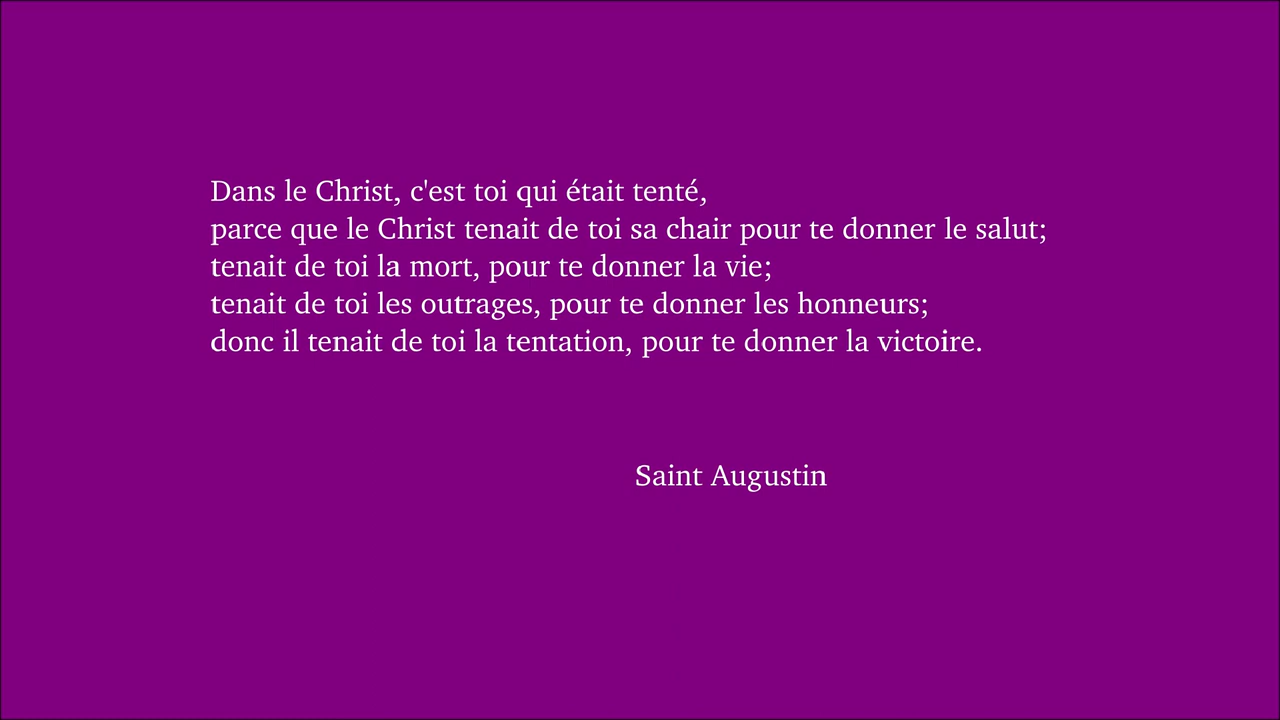 Dans le Christ, c'est toi qui était tenté,
parce que le Christ tenait de toi sa chair pour te donner le salut;
tenait de toi la mort, pour te donner la vie;
tenait de toi les outrages, pour te donner les honneurs;
donc il tenait de toi la tentation, pour te donner la victoire.
Saint Augustin